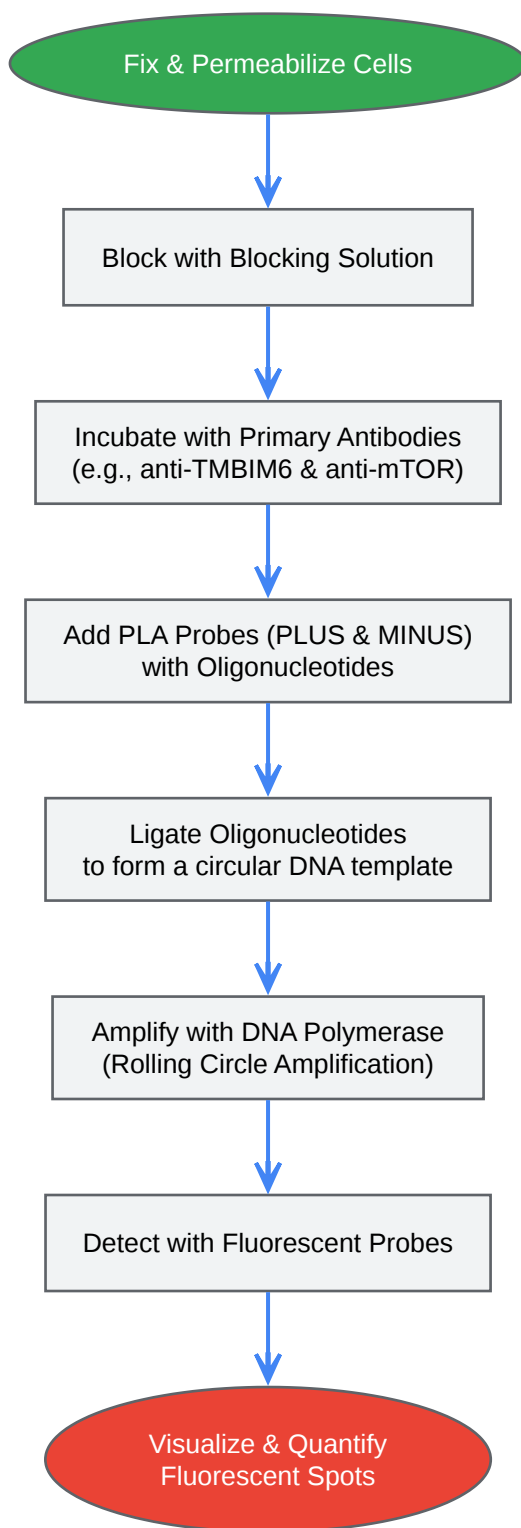 Fix & Permeabilize Cells
Block with Blocking Solution
Incubate with Primary Antibodies
(e.g., anti-TMBIM6 & anti-mTOR)
Add PLA Probes (PLUS & MINUS)
with Oligonucleotides
Ligate Oligonucleotides
to form a circular DNA template
Amplify with DNA Polymerase
(Rolling Circle Amplification)
Detect with Fluorescent Probes
Visualize & Quantify
Fluorescent Spots